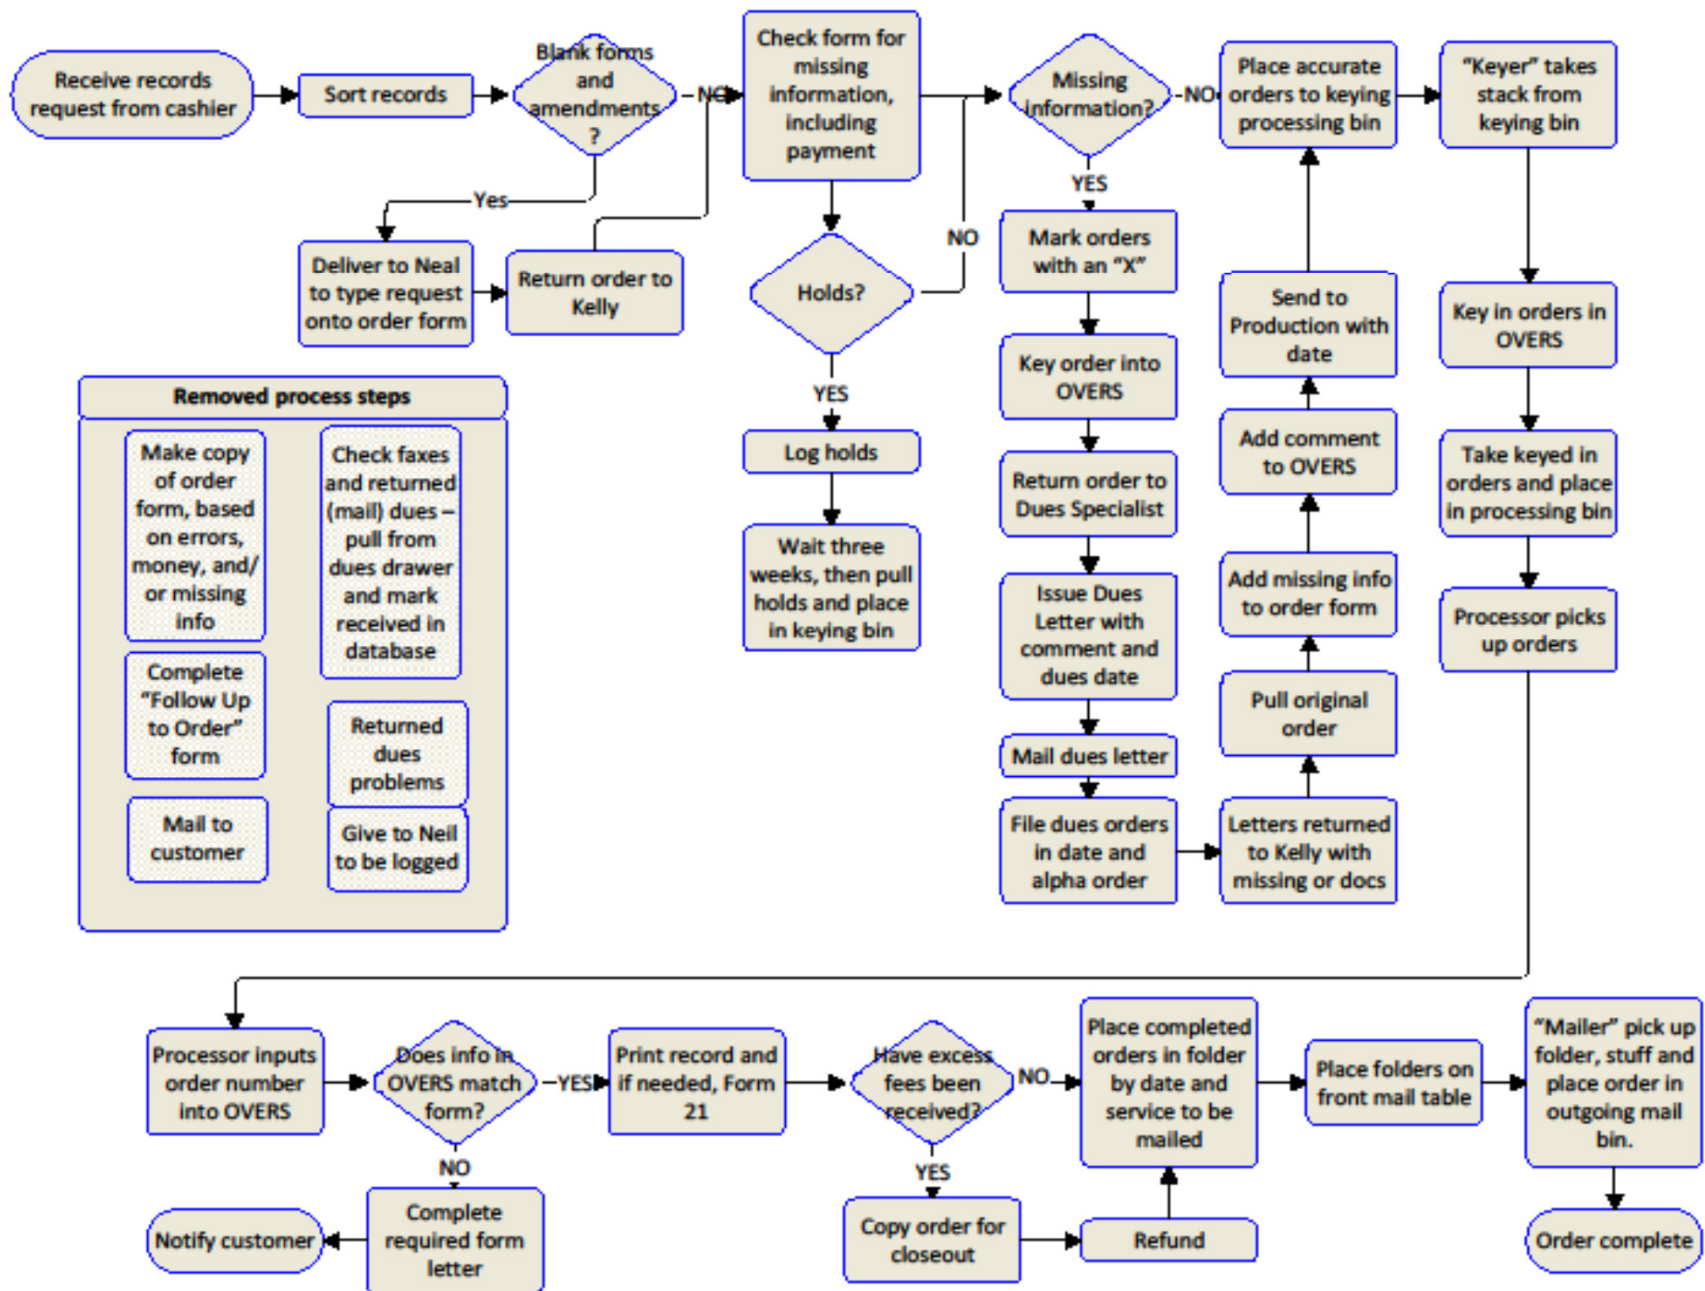 Receive records
request from cashier
Sort records
Blank forms
and
amendments
?
NO
Yes
Deliver to Neal
to type request
onto order form
Return order to
Kelly
Check form for
missing
information,
including
payment
Holds?
NO
YES
Log holds
Wait three
weeks, then pull
holds and place
in keying bin
Missing
information?
NO
YES
Mark orders
with an “X”
Key order into
OVERS
Return order to
Dues Specialist
Issue Dues
Letter with
comment and
dues date
Mail dues letter
File dues orders
in date and
alpha order
Letters returned
to Kelly with
missing or docs
Pull original
order
Add missing info
to order form
Add comment
to OVERS
Send to
Production with
date
Place accurate
orders to keying
processing bin
“Keyer” takes
stack from
keying bin
Key in orders in
OVERS
Take keyed in
orders and place
in processing bin
Processor picks
up orders
Removed process steps
Make copy
of order
form, based
on errors,
money, and/
or missing
info
Complete
“Follow Up
to Order”
form
Mail to
customer
Check faxes
and returned
(mail) dues –
pull from
dues drawer
and mark
received in
database
Returned
dues
problems
Give to Neil
to be logged
Processor inputs
order number
into OVERS
Does info in
OVERS match
form?
YES
NO
Complete
required form
letter
Notify customer
Print record and
if needed, Form
21
Have excess
fees been
received?
NO
YES
Copy order for
closeout
Refund
Place completed
orders in folder
by date and
service to be
mailed
Place folders on
front mail table
“Mailer” pick up
folder, stuff and
place order in
outgoing mail
bin.
Order complete